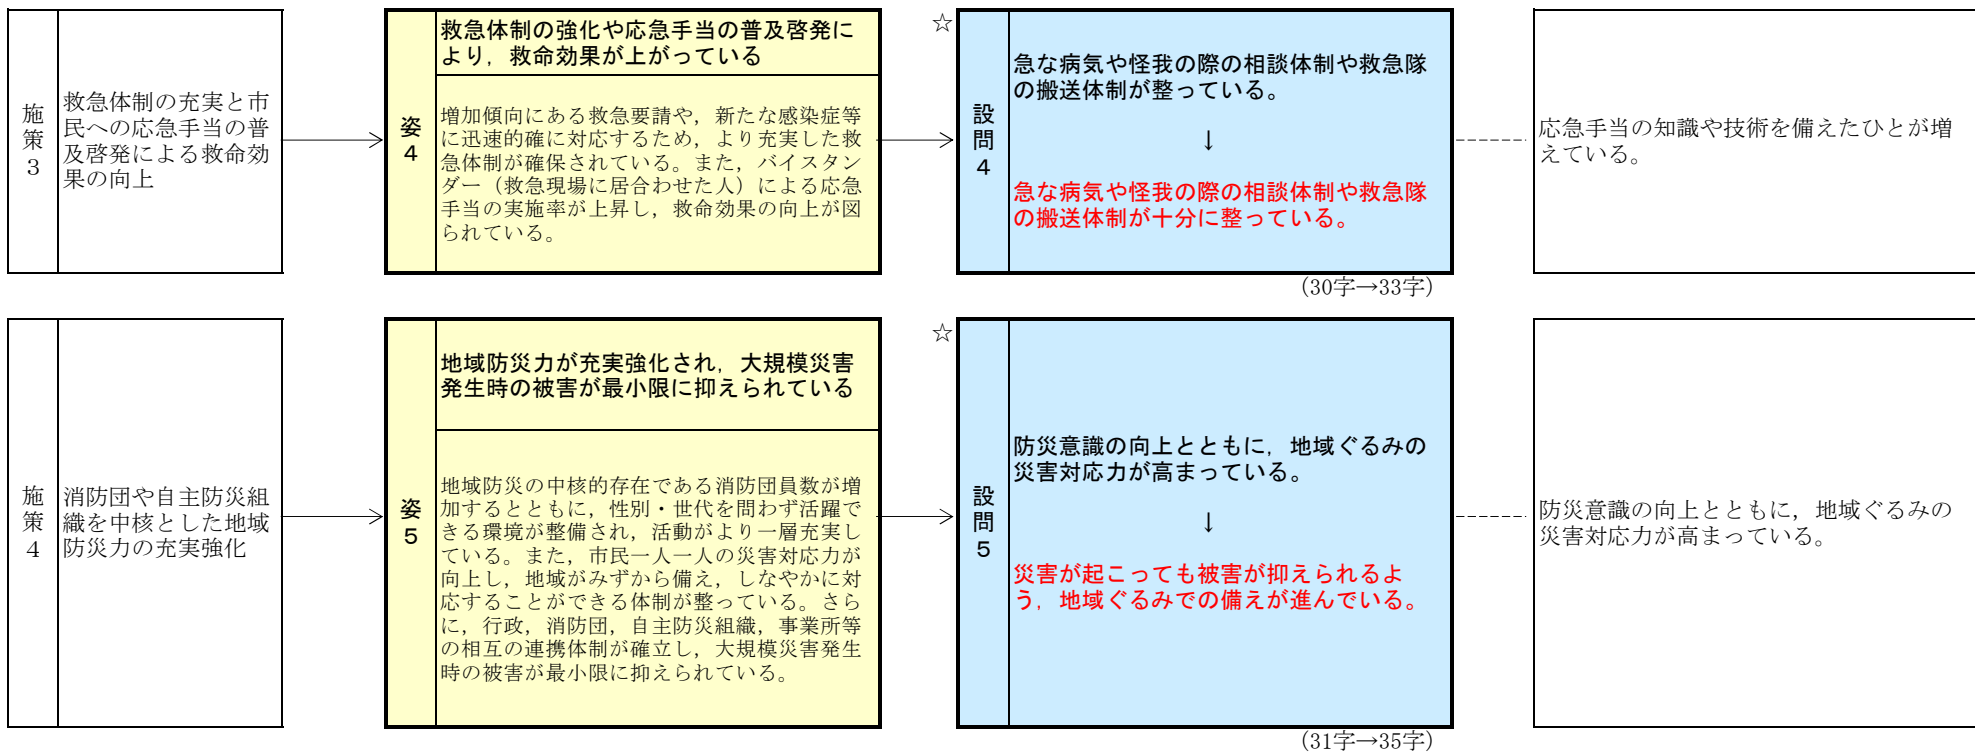 施策3
救急体制の充実と市
民への応急手当の普
及啓発による救命効
果の向上
姿4
救急体制の強化や応急手当の普及啓発に
より，救命効果が上がっている
増加傾向にある救急要請や，新たな感染症等
に迅速的確に対応するため，より充実した救
急体制が確保されている。また，バイスタン
ダー（救急現場に居合わせた人）による応急
手当の実施率が上昇し，救命効果の向上が図
られている。
☆
設問4
急な病気や怪我の際の相談体制や救急隊
の搬送体制が整っている。
↓
急な病気や怪我の際の相談体制や救急隊
の搬送体制が十分に整っている。
（30字→33字）
応急手当の知識や技術を備えたひとが増
えている。
施策4
消防団や自主防災組
織を中核とした地域
防災力の充実強化
姿5
地域防災力が充実強化され，大規模災害
発生時の被害が最小限に抑えられている
地域防災の中核的存在である消防団員数が増
加するとともに，性別・世代を問わず活躍で
きる環境が整備され，活動がより一層充実し
ている。また，市民一人一人の災害対応力が
向上し，地域がみずから備え，しなやかに対
応することができる体制が整っている。さら
に，行政，消防団，自主防災組織，事業所等
の相互の連携体制が確立し，大規模災害発生
時の被害が最小限に抑えられている。
☆
設問5
防災意識の向上とともに，地域ぐるみの
災害対応力が高まっている。
↓
災害が起こっても被害が抑えられるよ
う，地域ぐるみでの備えが進んでいる。
（31字→35字）
防災意識の向上とともに，地域ぐるみの
災害対応力が高まっている。